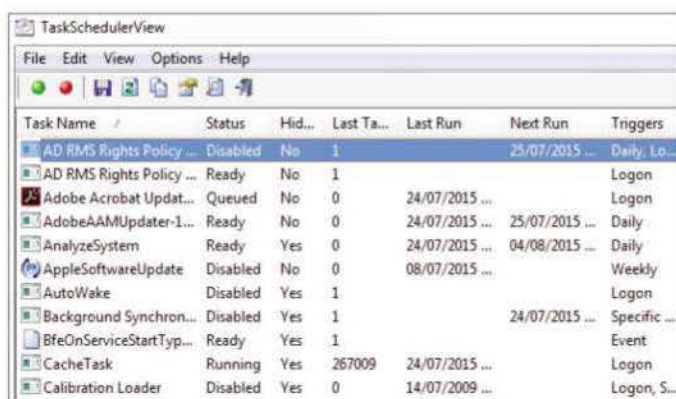 TaskSchedulerView
File Edit View Options Help
Task Name Status Hid... Last Ta... Last Run Next Run Triggers
AD RMS Rights Policy ... Disabled No 1 25/07/2015 ... Daily, Lo...
AD RMS Rights Policy ... Ready No 1 Logon
Adobe Acrobat Updat... Queued No 0 24/07/2015 ... Logon
AdobeAAMUpdater-1... Ready No 0 24/07/2015 ... 25/07/2015 ... Daily
AnalyzeSystem Ready Yes 0 24/07/2015 ... 04/08/2015 ... Daily
AppleSoftwareUpdate Disabled No 0 08/07/2015 ... Weekly
AutoWake Disabled Yes 1 Logon
Background Synchron... Disabled Yes 1 24/07/2015 ... Specific ...
BfeOnServiceStartTyp... Ready Yes 1 Event
CacheTask Running Yes 267009 24/07/2015 ... Logon
Calibration Loader Disabled Yes 0 14/07/2009 ... Logon, S...